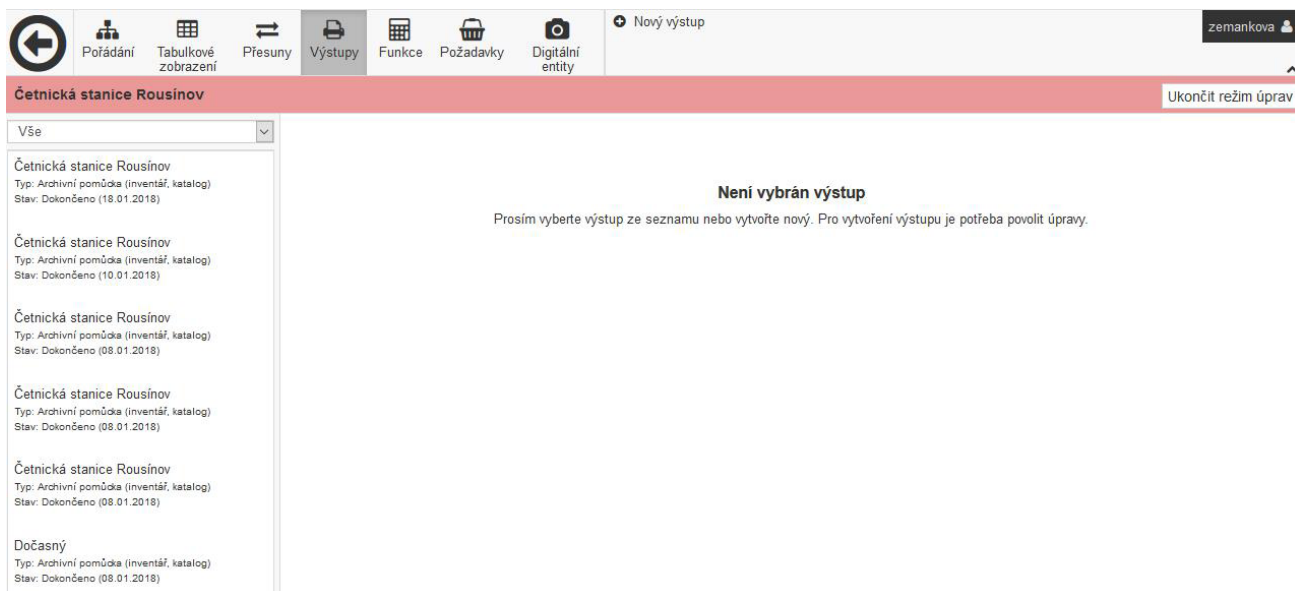 Pořádání
Tabulkové
zobrazení
Přesuny
Výstupy
Funkce
Požadavky
Digitální
entity
Nový výstup
zemankova
Četnická stanice Rousínov
Ukončit režim úprav
Vše
Četnická stanice Rousínov
Typ: Archivní pomůcka (inventář, katalog)
Stav: Dokončeno (18.01.2018)
Četnická stanice Rousínov
Typ: Archivní pomůcka (inventář, katalog)
Stav: Dokončeno (10.01.2018)
Četnická stanice Rousínov
Typ: Archivní pomůcka (inventář, katalog)
Stav: Dokončeno (08.01.2018)
Četnická stanice Rousínov
Typ: Archivní pomůcka (inventář, katalog)
Stav: Dokončeno (08.01.2018)
Četnická stanice Rousínov
Typ: Archivní pomůcka (inventář, katalog)
Stav: Dokončeno (08.01.2018)
Dočasný
Typ: Archivní pomůcka (inventář, katalog)
Stav: Dokončeno (08.01.2018)
Není vybrán výstup
Prosím vyberte výstup ze seznamu nebo vytvořte nový. Pro vytvoření výstupu je potřeba povolit úpravy.